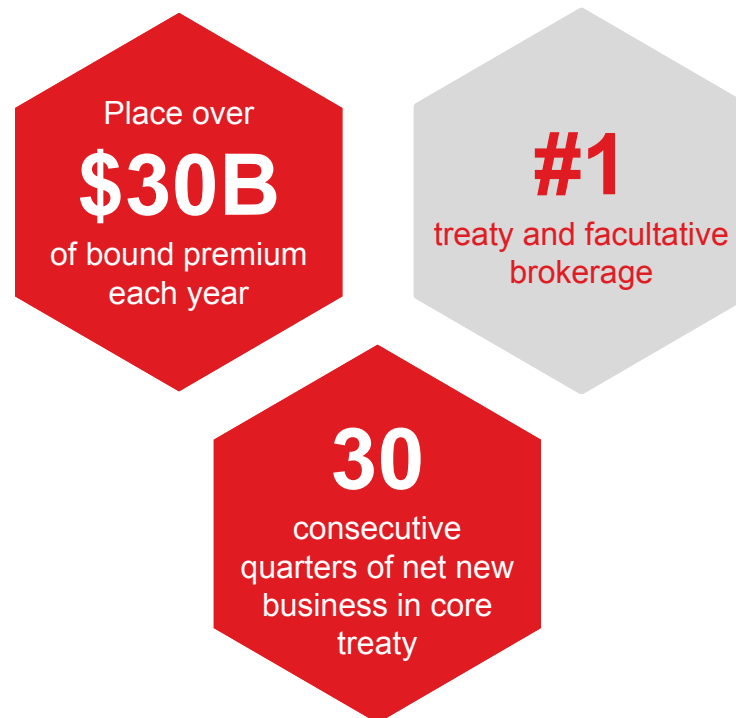 Place over
$30B
of bound premium
each year
#1
treaty and facultative
brokerage
30
consecutive
quarters of net new
business in core
treaty